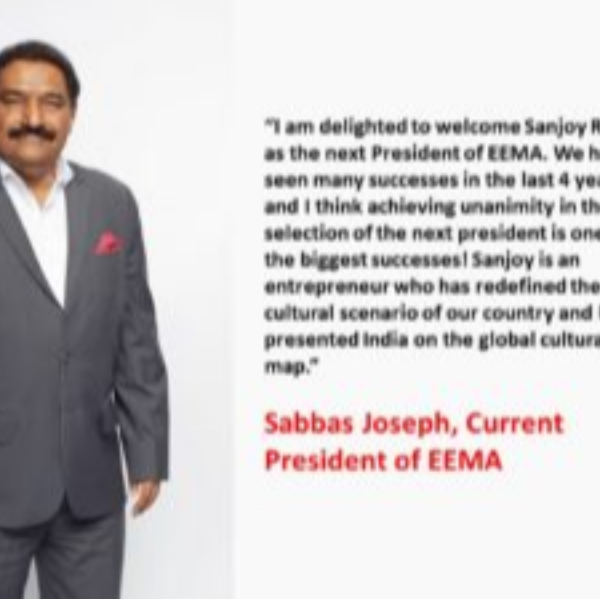 "I am delighted to welcome Sanjoy R
as the next President of EEMA. We h
seen many successes in the last 4 yea
and I think achieving unanimity in th
selection of the next president is one
the biggest successes! Sanjoy is an
entrepreneur who has redefined the
cultural scenario of our country and
presented India on the global cultura
map."
Sabbas Joseph, Current
President of EEMA